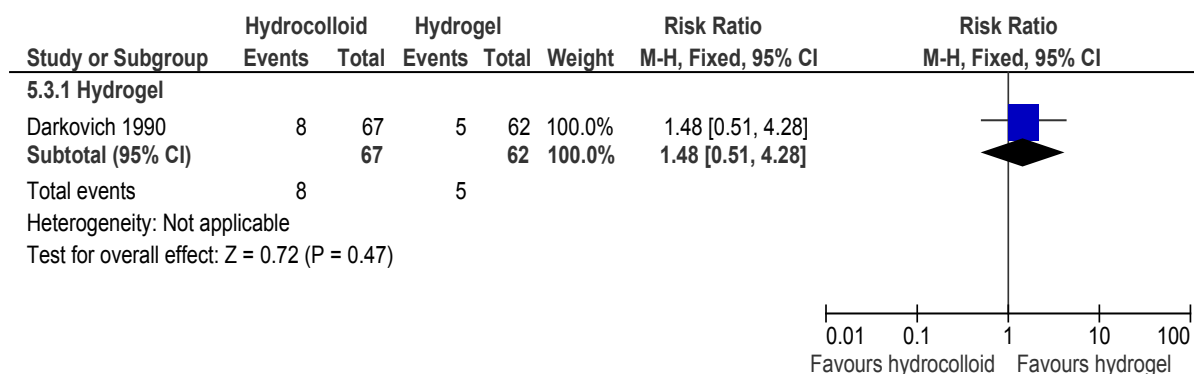 Hydrocolloid Hydrogel Risk Ratio Risk Ratio
Study or Subgroup Events Total Events Total Weight M-H, Fixed, 95% CI M-H, Fixed, 95% CI
5.3.1 Hydrogel
Darkovich 1990 8 67 5 62 100.0% 1.48 [0.51, 4.28]
Subtotal (95% CI) 67 62 100.0% 1.48 [0.51, 4.28]
Total events 8 5
Heterogeneity: Not applicable
Test for overall effect: Z = 0.72 (P = 0.47)
0.01 0.1 1 10 100
Favours hydrocolloid Favours hydrogel